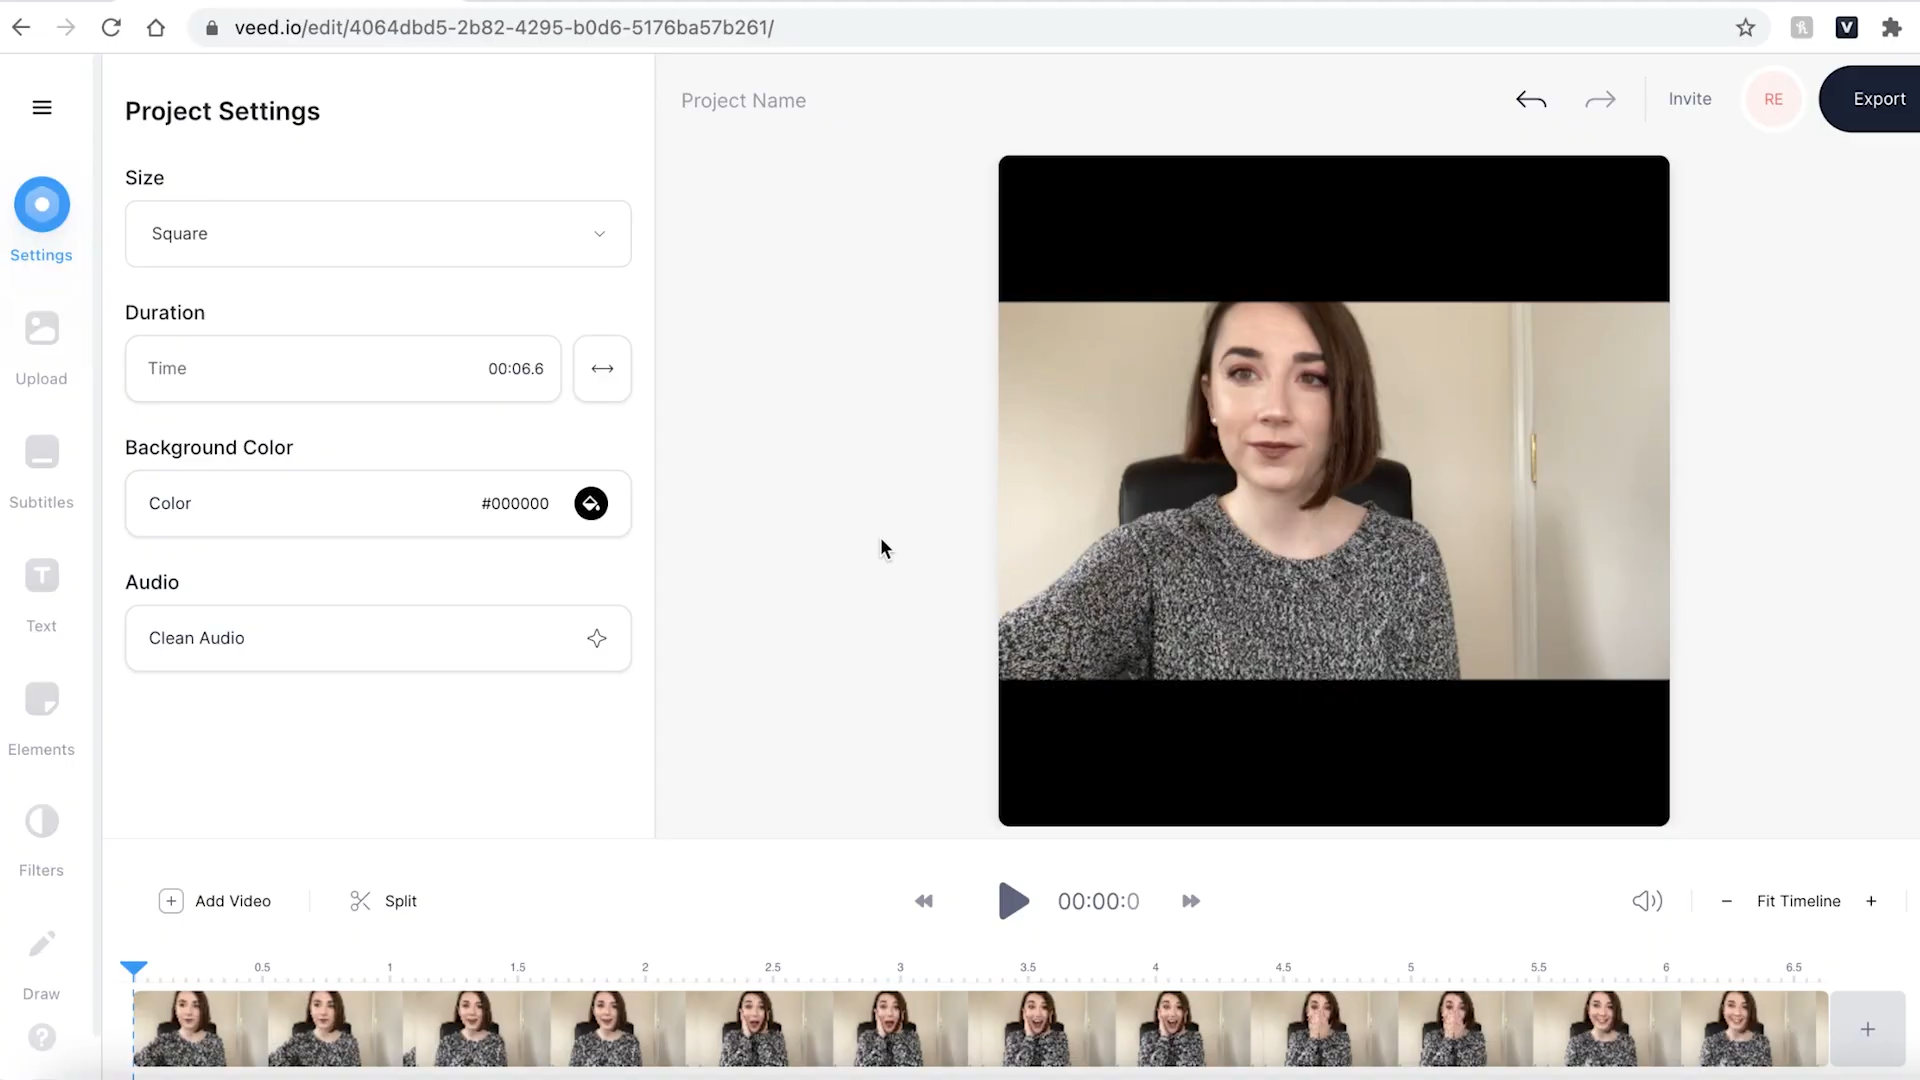 veed.io/edit/4064dbd5-2b82-4295-b0d6-5176ba57b261/
Project Settings
Project Name
Invite
RE
Export
Settings
Upload
Subtitles
Text
Elements
Filters
Draw
Size
Square
Duration
Time 00:06.6
Background Color
Color #000000
Audio
Clean Audio
Add Video
Split
00:00:0
Fit Timeline
0.5 1 1.5 2 2.5 3 3.5 4 4.5 5 5.5 6 6.5